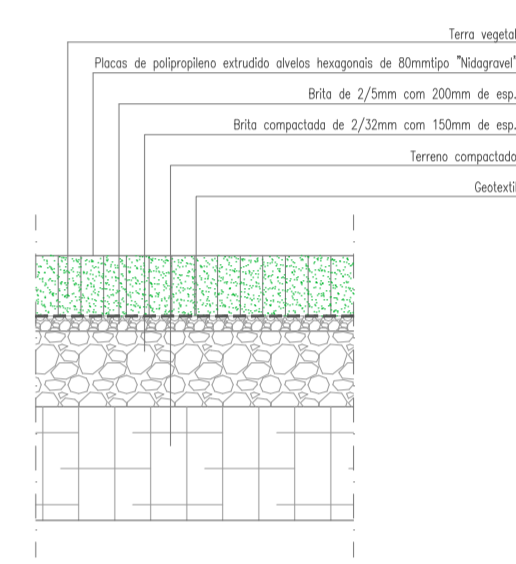 Terra vegetal
Placas de polipropileno extrudido alvelos hexagonais de 80mmtipo "Nidagravel"
Brita de 2/5mm com 200mm de esp.
Brita compactada de 2/32mm com 150mm de esp.
Terreno compactado
Geotextil